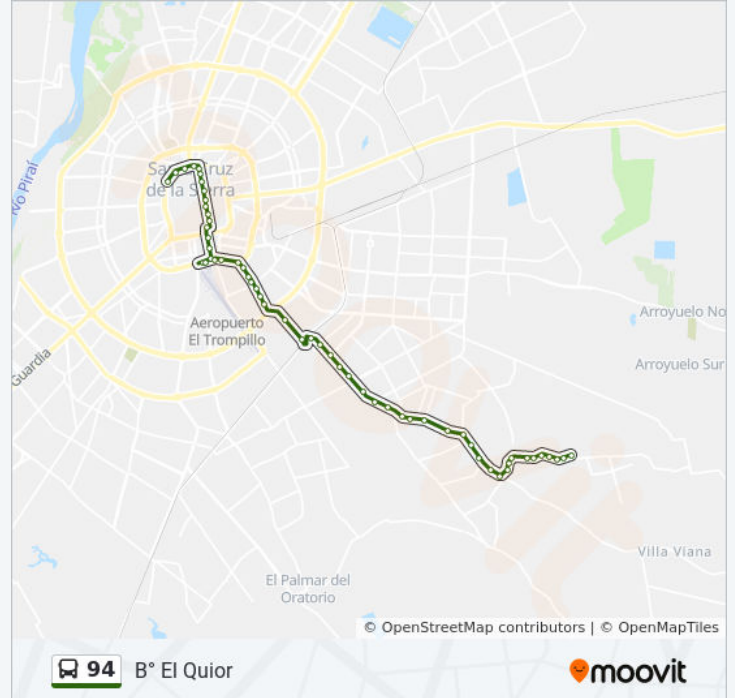 Río Piraí
Santa Cruz
de la Sierra
Aeropuerto
El Trompillo
Guardia
Arroyuelo No
Arroyuelo Sur
Villa Viana
El Palmar del
Oratorio
© OpenStreetMap contributors | © OpenMapTiles
94 B° El Quior
moovit